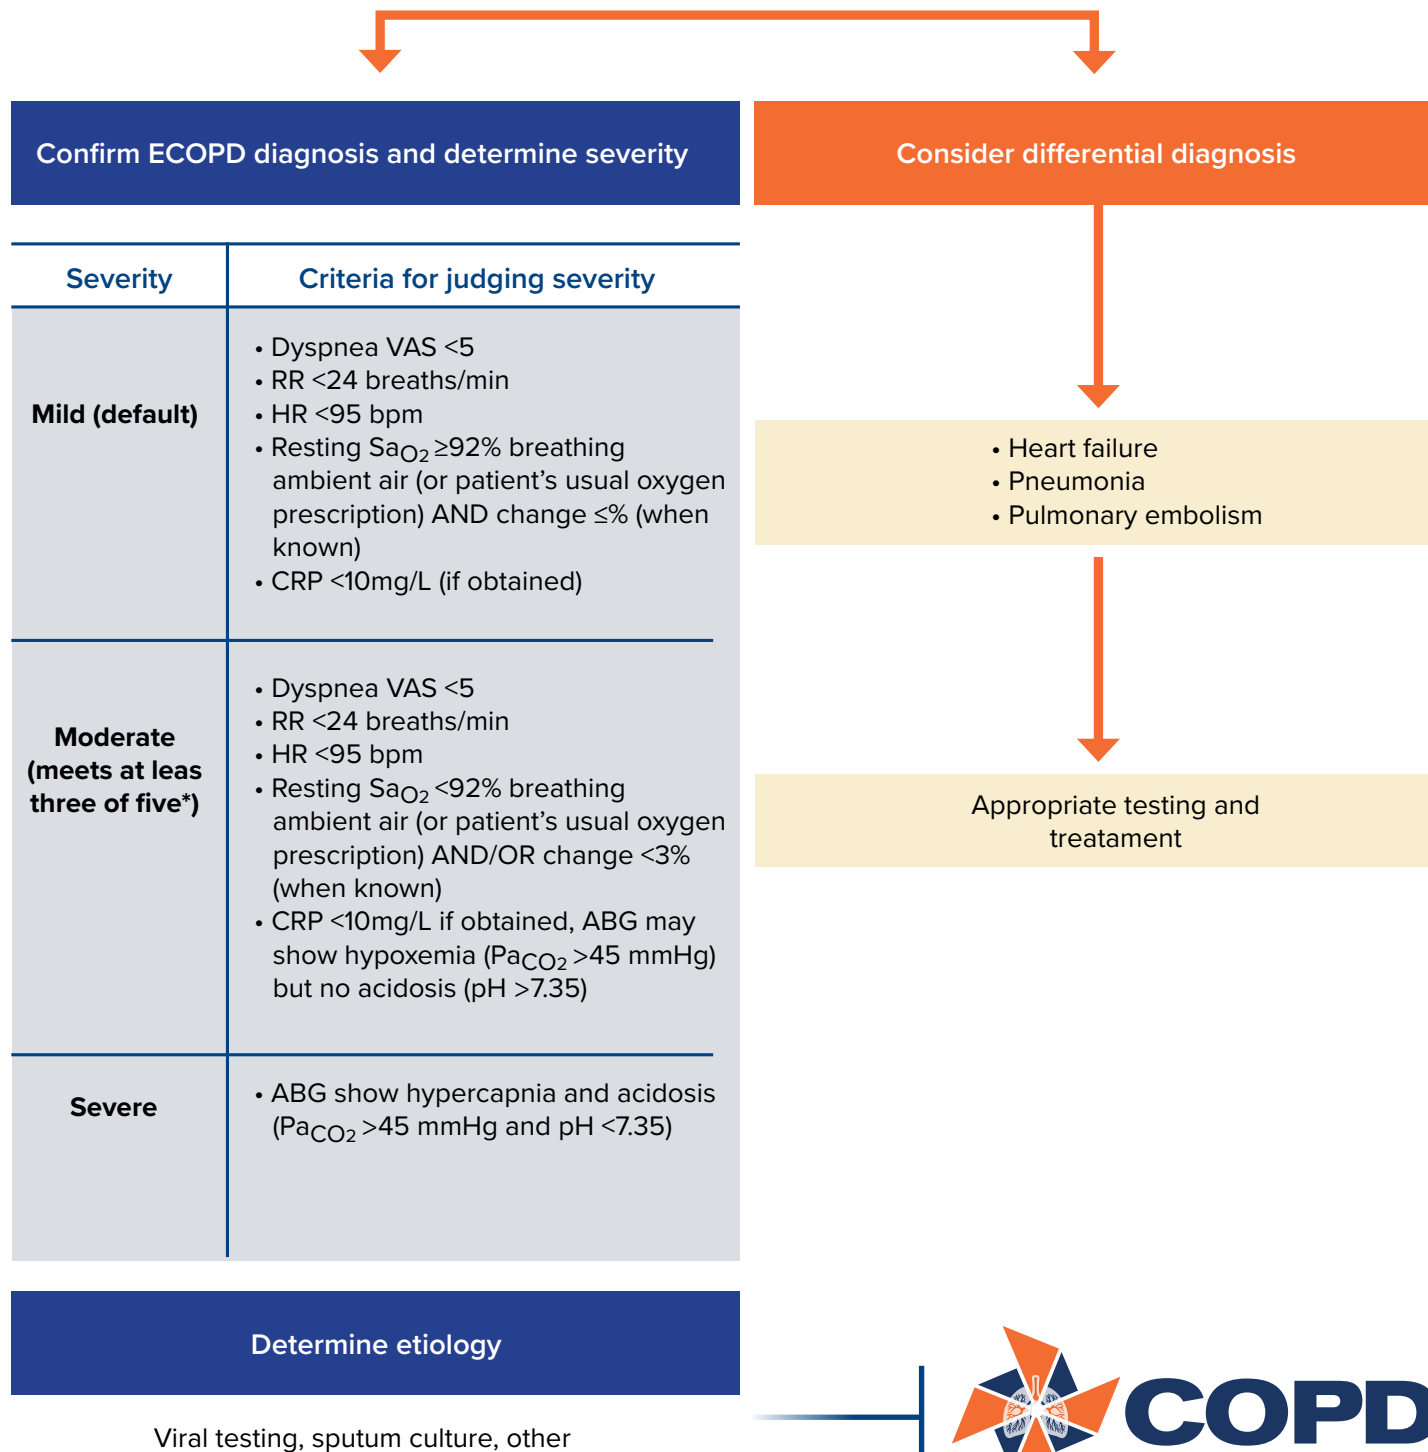 Confirm ECOPD diagnosis and determine severity
Severity
Criteria for judging severity
Mild (default)
• Dyspnea VAS <5
• RR <24 breaths/min
• HR <95 bpm
• Resting SaO2 ≥92% breathing
ambient air (or patient’s usual oxygen
prescription) AND change ≤% (when
known)
• CRP <10mg/L (if obtained)
Moderate
(meets at leas
three of five*)
• Dyspnea VAS <5
• RR <24 breaths/min
• HR <95 bpm
• Resting SaO2 <92% breathing
ambient air (or patient’s usual oxygen
prescription) AND/OR change <3%
(when known)
• CRP <10mg/L if obtained, ABG may
show hypoxemia (PaCO2 >45 mmHg)
but no acidosis (pH >7.35)
Severe
• ABG show hypercapnia and acidosis
(PaCO2 >45 mmHg and pH <7.35)
Determine etiology
Viral testing, sputum culture, other
Consider differential diagnosis
• Heart failure
• Pneumonia
• Pulmonary embolism
Appropriate testing and
treatament
COPD